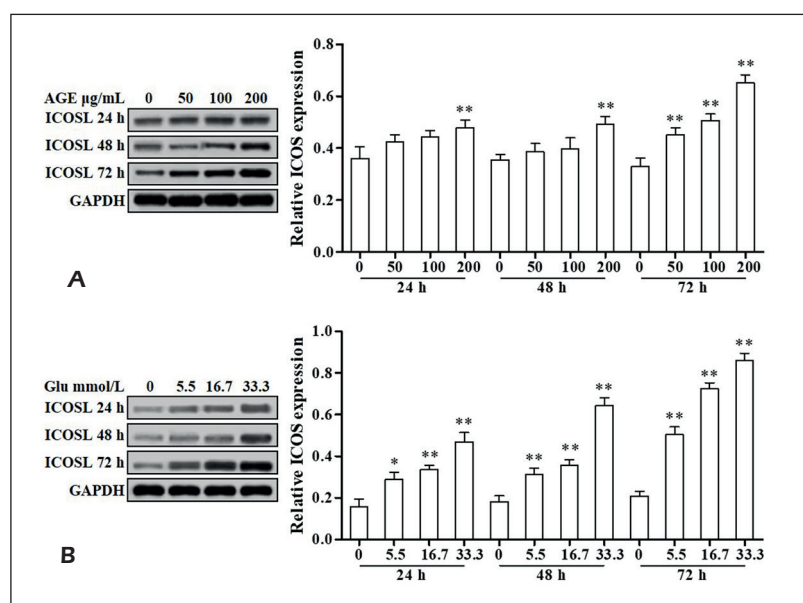 AGE µg/mL 0 50 100 200
ICOSL 24 h
ICOSL 48 h
ICOSL 72 h
GAPDH
A
Relative ICOS expression
0.8
0.6
0.4
0.2
0.0
** ** ** ** **
0 50 100 200 0 50 100 200 0 50 100 200
24 h 48 h 72 h
Glu mmol/L 0 5.5 16.7 33.3
ICOSL 24 h
ICOSL 48 h
ICOSL 72 h
GAPDH
B
Relative ICOS expression
1.0
0.8
0.6
0.4
0.2
0.0
* ** ** ** ** ** ** ** **
0 5.5 16.7 33.3 0 5.5 16.7 33.3 0 5.5 16.7 33.3
24 h 48 h 72 h